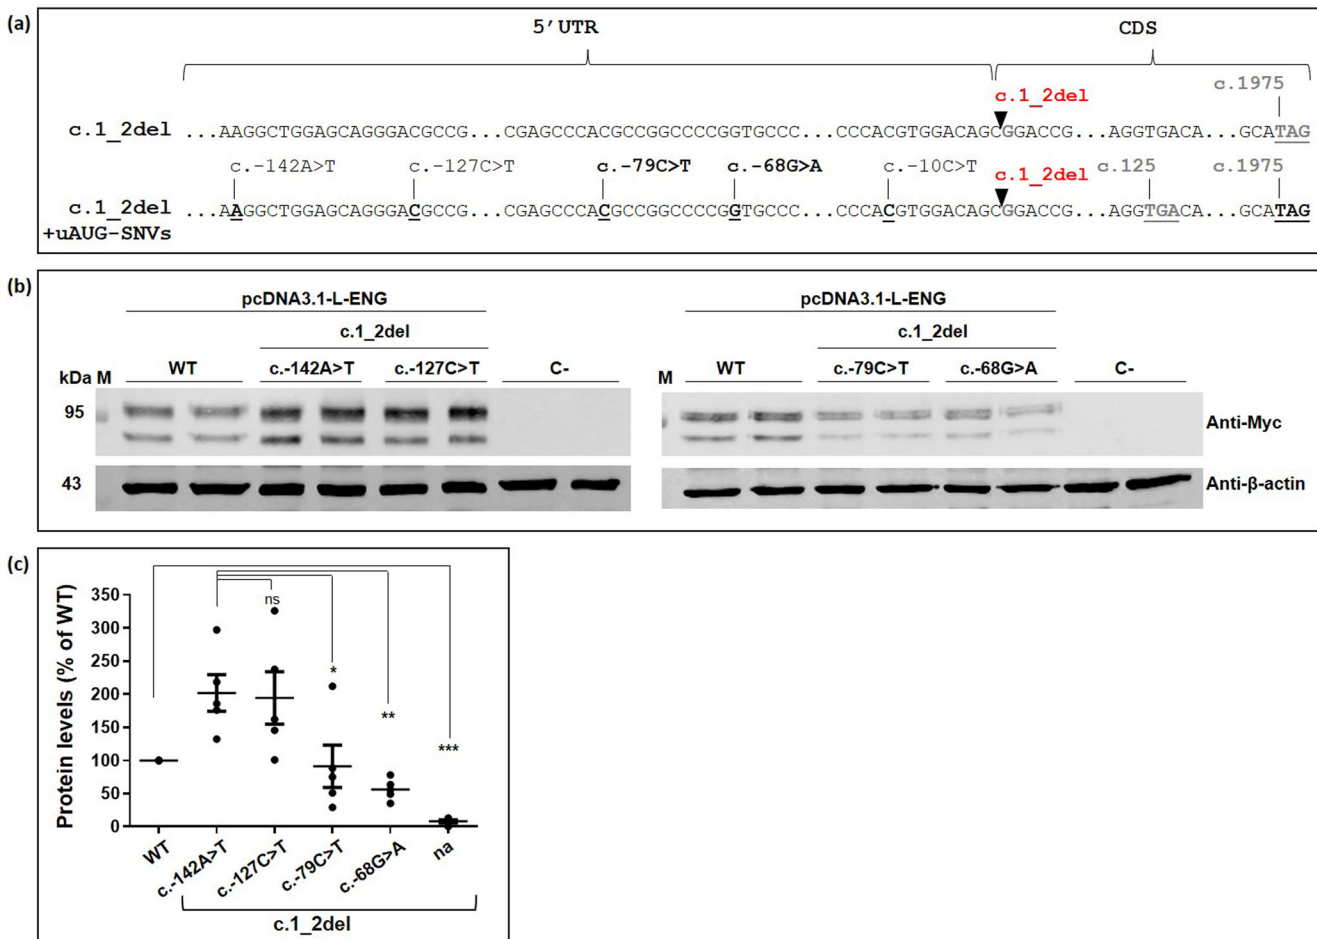 (a)
5′UTR CDS
c.1975
c.1_2del
c.1_2del ...AAGGCTGGAGCAGGGACGCCG...CGAGCCCACGCCGGCCCCGGTGCCC...CCCACGTGGACAGCGGACCG...AGGTGACA...GCATAG
c.-142A>T c.-127C>T c.-79C>T c.-68G>A c.-10C>T c.1_2del c.125 c.1975
c.1_2del ...AAGGCTGGAGCAGGGACGCCG...CGAGCCCACGCCGGCCCCGGTGCCC...CCCACGTGGACAGCGGACCG...AGGTGACA...GCATAG
+uAUG-SNVs
(b)
pcDNA3.1-L-ENG pcDNA3.1-L-ENG
c.1_2del c.1_2del
kDa M WT c.-142A>T c.-127C>T C- M WT c.-79C>T c.-68G>A C-
95 Anti-Myc
43 Anti-β-actin
(c)
Protein levels (% of WT)
350
300
250
200
150
100
50
0
ns
*
**
***
WT c.-142A>T c.-127C>T c.-79C>T c.-68G>A na
c.1_2del